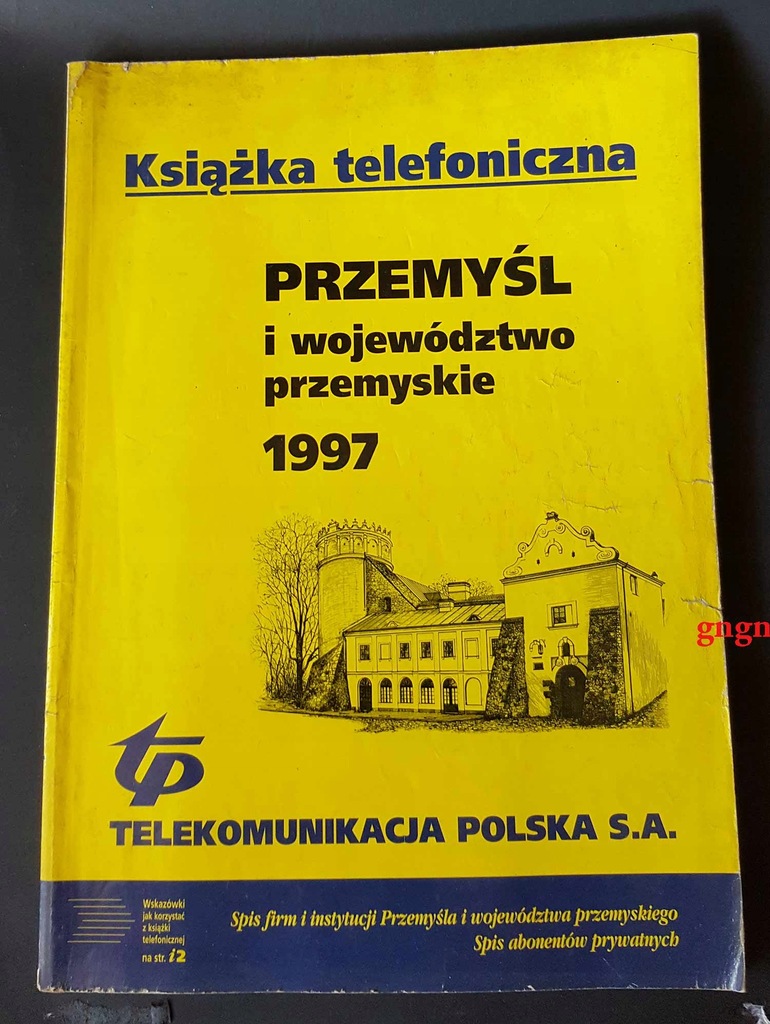 Książka telefoniczna
PRZEMYŚL
i województwo
przemyskie
1997
gngn
TP
TELEKOMUNIKACJA POLSKA S.A.
Wskazówki
jak korzystać
z książki
telefonicznej
na str. i2
Spis firm i instytucji Przemyśla i województwa przemyskiego
Spis abonentów prywatnych